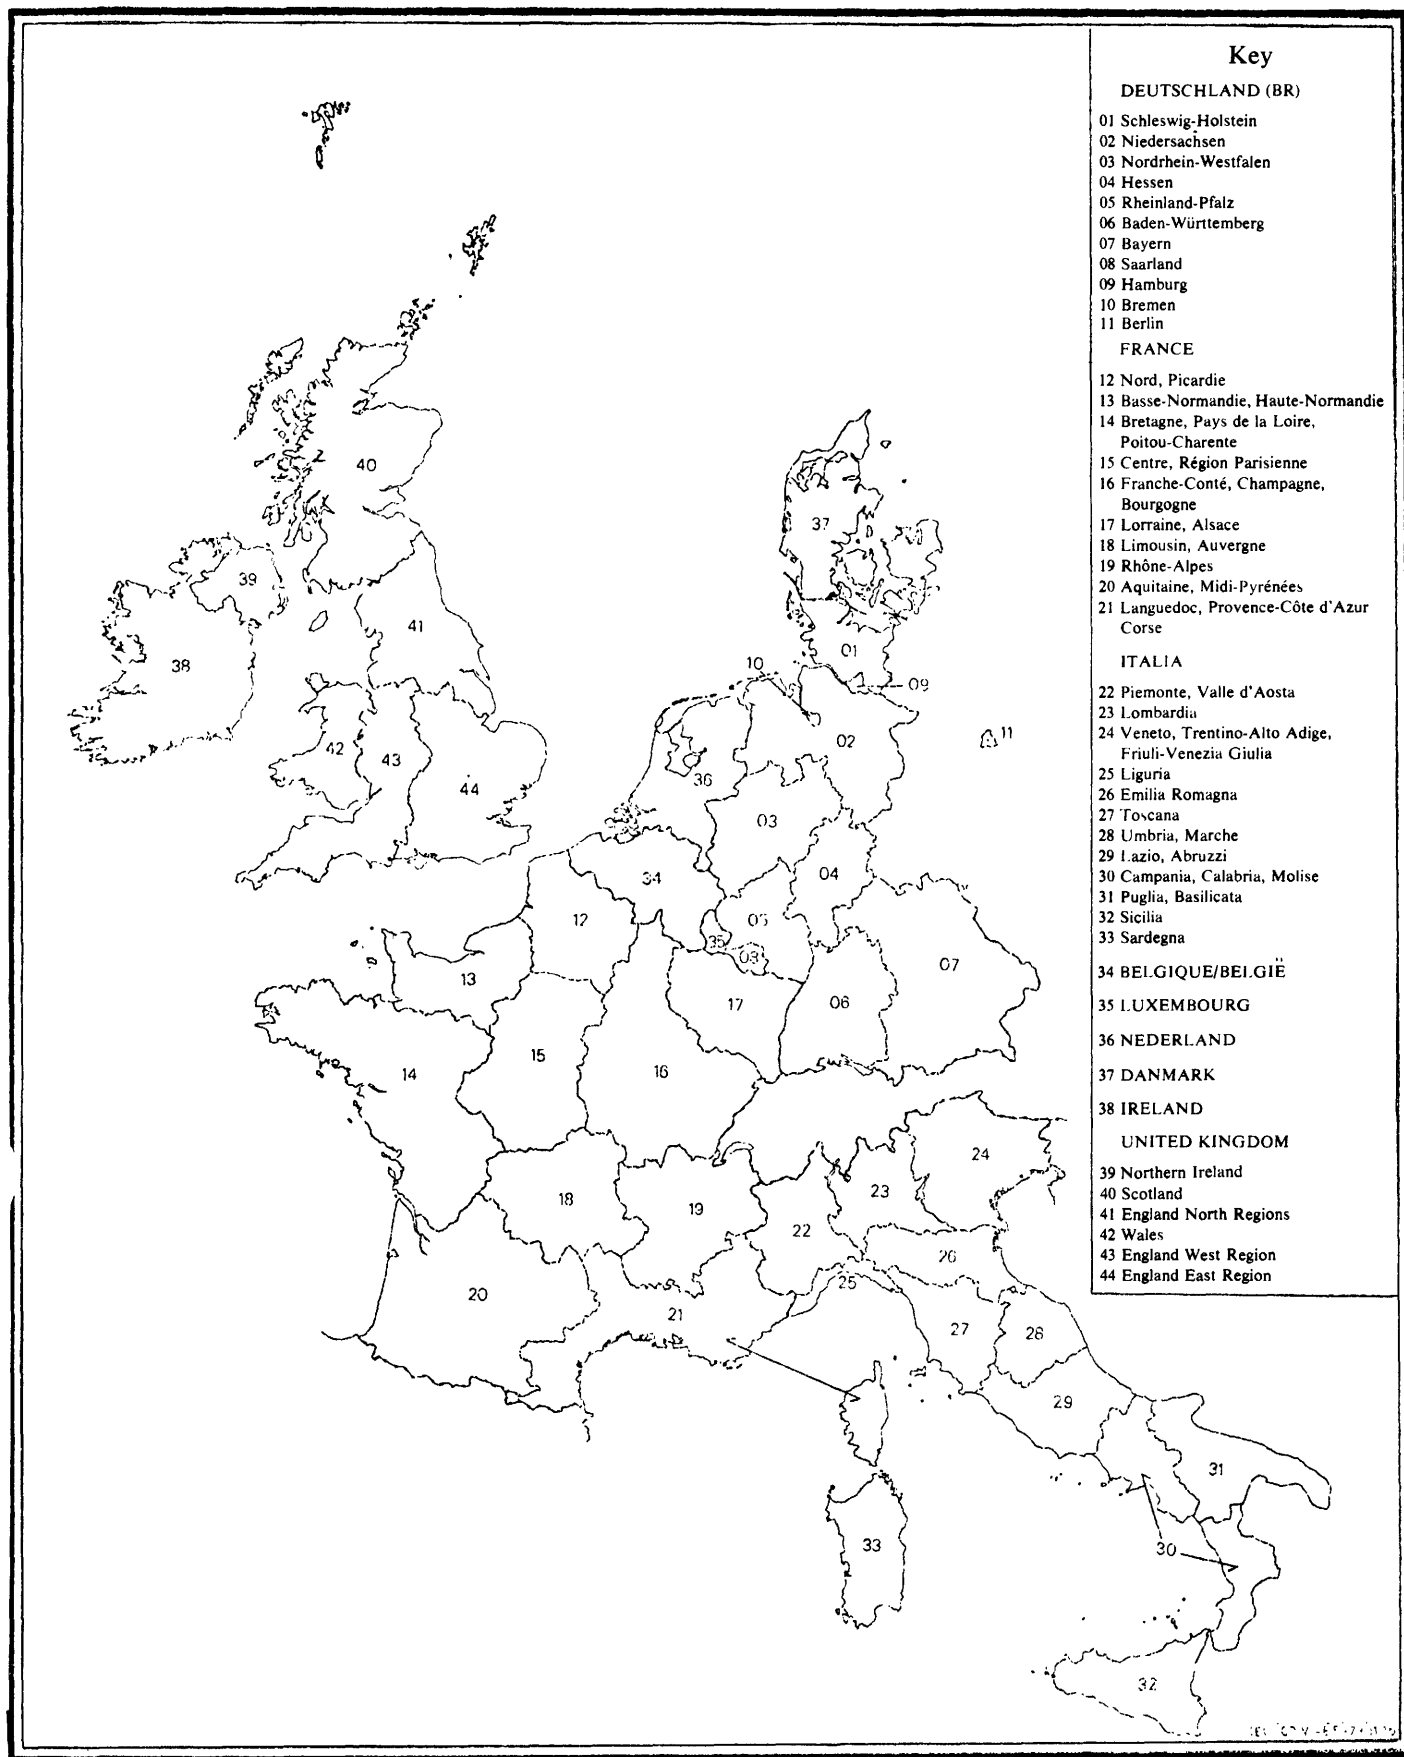 Key
DEUTSCHLAND (BR)
01 Schleswig-Holstein
02 Niedersachsen
03 Nordrhein-Westfalen
04 Hessen
05 Rheinland-Pfalz
06 Baden-Württemberg
07 Bayern
08 Saarland
09 Hamburg
10 Bremen
11 Berlin
FRANCE
12 Nord, Picardie
13 Basse-Normandie, Haute-Normandie
14 Bretagne, Pays de la Loire,
Poitou-Charente
15 Centre, Région Parisienne
16 Franche-Conté, Champagne,
Bourgogne
17 Lorraine, Alsace
18 Limousin, Auvergne
19 Rhône-Alpes
20 Aquitaine, Midi-Pyrénées
21 Languedoc, Provence-Côte d'Azur
Corse
ITALIA
22 Piemonte, Valle d'Aosta
23 Lombardia
24 Veneto, Trentino-Alto Adige,
Friuli-Venezia Giulia
25 Liguria
26 Emilia Romagna
27 Toscana
28 Umbria, Marche
29 Lazio, Abruzzi
30 Campania, Calabria, Molise
31 Puglia, Basilicata
32 Sicilia
33 Sardegna
34 BELGIQUE/BELGIË
35 LUXEMBOURG
36 NEDERLAND
37 DANMARK
38 IRELAND
UNITED KINGDOM
39 Northern Ireland
40 Scotland
41 England North Regions
42 Wales
43 England West Region
44 England East Region
40
37
39
41
38
01
10
09
42
43
44
36
02
11
03
34
04
12
05
35
08
13
17
06
07
14
15
16
24
18
19
23
22
26
20
21
25
27
28
29
31
33
30
32